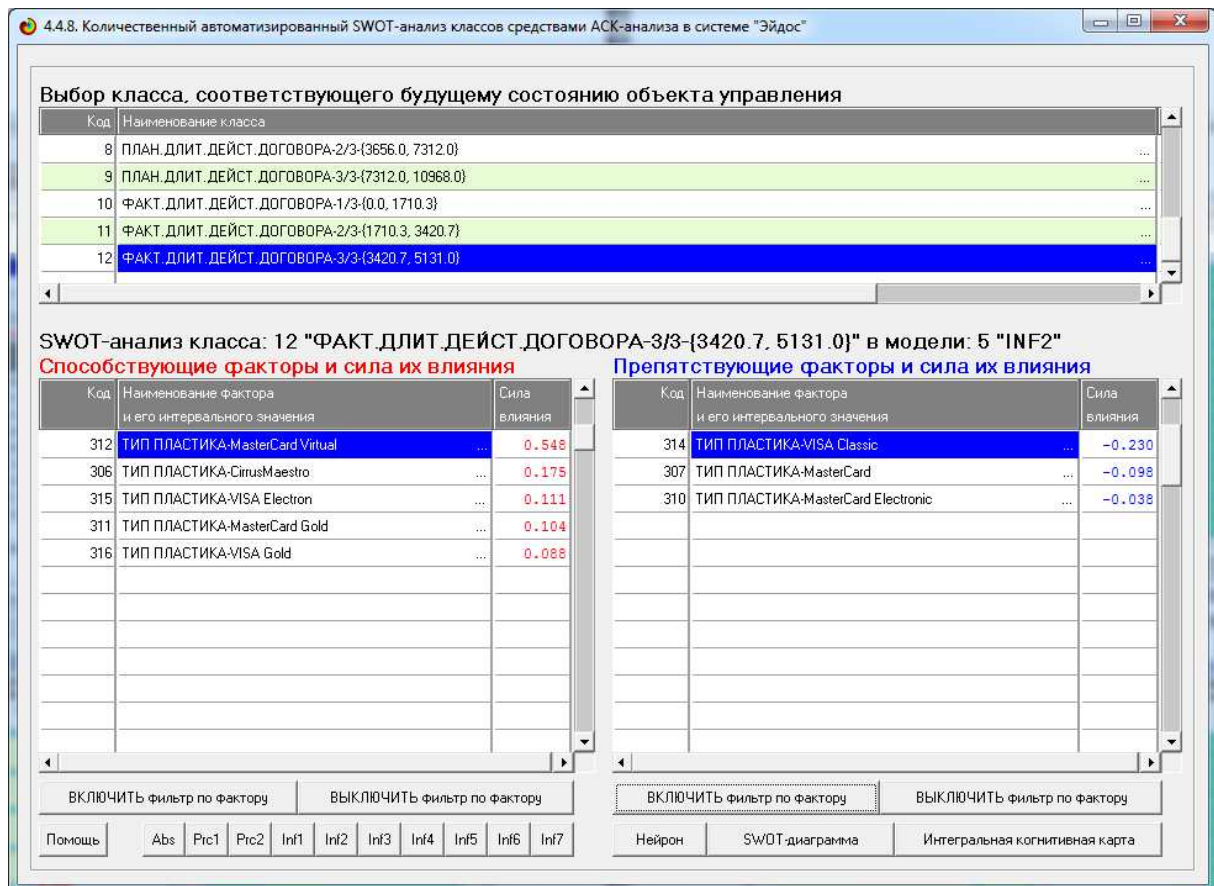 4.4.8. Количественный автоматизированный SWOT-анализ классов средствами АСК-анализа в системе "Эйдос"
Выбор класса, соответствующего будущему состоянию объекта управления
Код Наименование класса
8 ПЛАН.ДЛИТ.ДЕЙСТ.ДОГОВОРА-2/3-{3656.0, 7312.0} ...
9 ПЛАН.ДЛИТ.ДЕЙСТ.ДОГОВОРА-3/3-{7312.0, 10968.0} ...
10 ФАКТ.ДЛИТ.ДЕЙСТ.ДОГОВОРА-1/3-{0.0, 1710.3} ...
11 ФАКТ.ДЛИТ.ДЕЙСТ.ДОГОВОРА-2/3-{1710.3, 3420.7} ...
12 ФАКТ.ДЛИТ.ДЕЙСТ.ДОГОВОРА-3/3-{3420.7, 5131.0} ...
SWOT-анализ класса: 12 "ФАКТ.ДЛИТ.ДЕЙСТ.ДОГОВОРА-3/3-{3420.7, 5131.0}" в модели: 5 "INF2"
Способствующие факторы и сила их влияния
Код Наименование фактора Сила
и его интервального значения влияния
312 ТИП ПЛАСТИКА-MasterCard Virtual ... 0.548
306 ТИП ПЛАСТИКА-CirrusMaestro ... 0.175
315 ТИП ПЛАСТИКА-VISA Electron ... 0.111
311 ТИП ПЛАСТИКА-MasterCard Gold ... 0.104
316 ТИП ПЛАСТИКА-VISA Gold ... 0.088
Препятствующие факторы и сила их влияния
Код Наименование фактора Сила
и его интервального значения влияния
314 ТИП ПЛАСТИКА-VISA Classic ... -0.230
307 ТИП ПЛАСТИКА-MasterCard ... -0.098
310 ТИП ПЛАСТИКА-MasterCard Electronic ... -0.038
ВКЛЮЧИТЬ фильтр по фактору ВЫКЛЮЧИТЬ фильтр по фактору ВКЛЮЧИТЬ фильтр по фактору ВЫКЛЮЧИТЬ фильтр по фактору
Помощь Abs Prc1 Prc2 Inf1 Inf2 Inf3 Inf4 Inf5 Inf6 Inf7 Нейрон SWOT-диаграмма Интегральная когнитивная карта